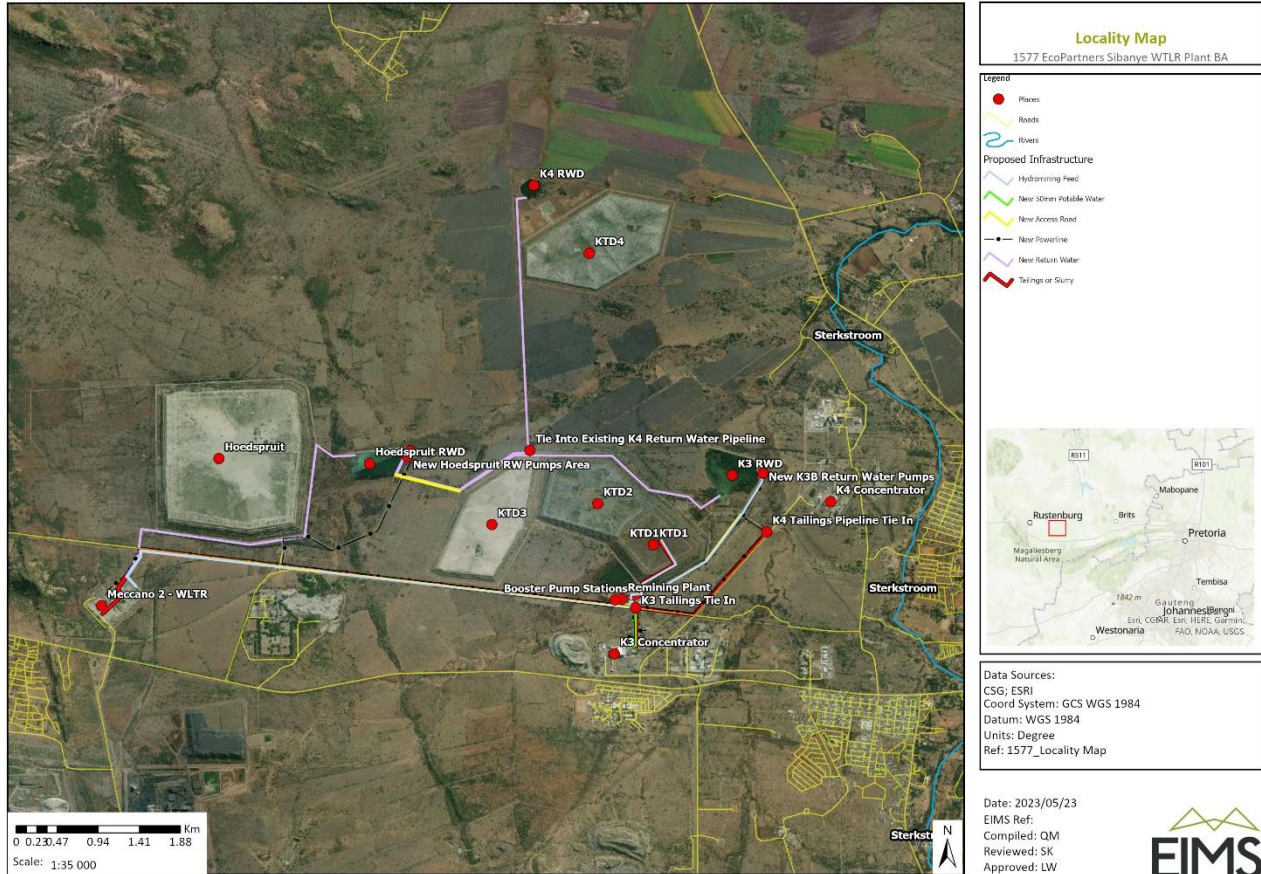 K4 RWD
KTD4
Sterkstroom
Hoedspruit
Hoedspruit RWD
New Hoedspruit RW Pumps Area
Tie Into Existing K4 Return Water Pipeline
K3 RWD
New K3B Return Water Pumps
K4 Concentrator
KTD2
KTD3
K4 Tailings Pipeline Tie In
KTD1KTD1
Booster Pump Stations
Remining Plant
K3 Tailings Tie In
Sterkstroom
Meccano 2 - WLTR
K3 Concentrator
Km
0 0.230.47 0.94 1.41 1.88
Scale: 1:35 000
N
Locality Map
1577 EcoPartners Sibanye WTLR Plant BA
Legend
Places
Roads
Rivers
Proposed Infrastructure
Hydromining Feed
New 50mm Potable Water
New Access Road
New Powerline
New Return Water
Tailings or Slurry
R511
R101
Mabopane
Rustenburg
Brits
Pretoria
Magaliesberg
Natural Area
Tembisa
1842 m
Gauteng
Johannesburg
Benoni
Westonaria
Esri, CGIAR, Esri, HERE, Garmin,
FAO, NOAA, USGS
Data Sources:
CSG; ESRI
Coord System: GCS WGS 1984
Datum: WGS 1984
Units: Degree
Ref: 1577_Locality Map
Date: 2023/05/23
EIMS Ref:
Compiled: QM
Reviewed: SK
Approved: LW
EIMS